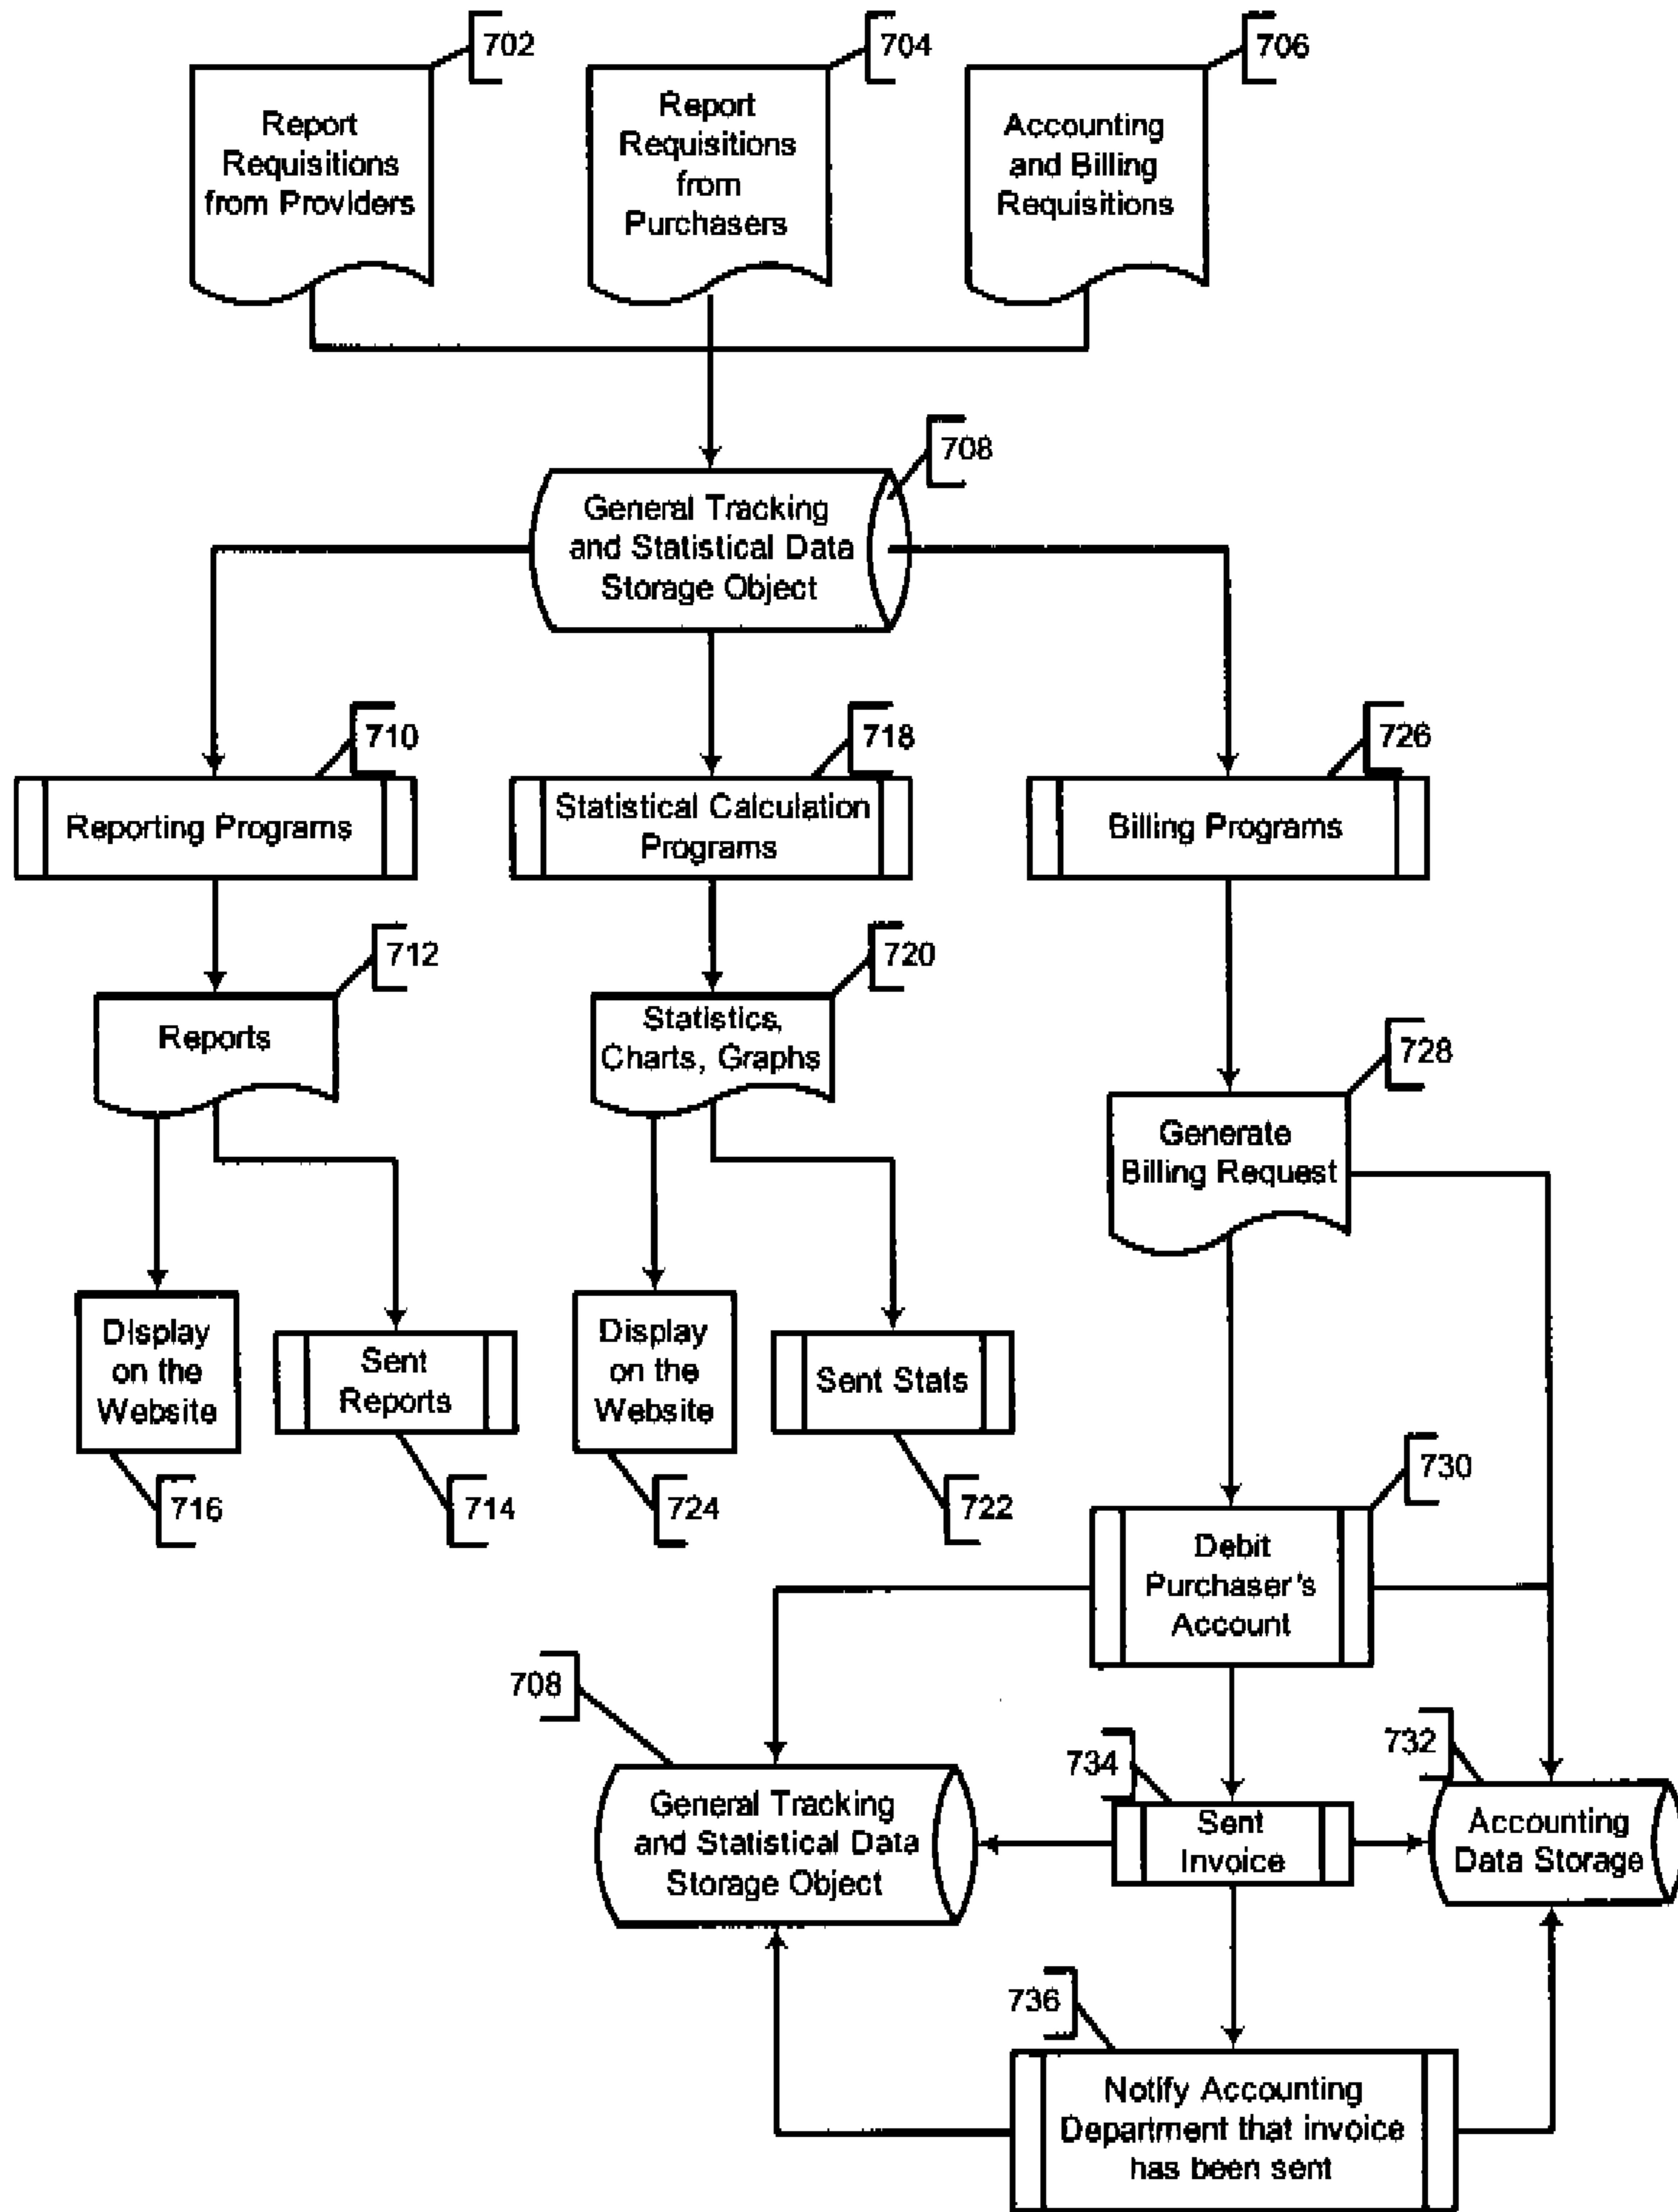 702
704
706
Report
Requisitions
from Providers
Report
Requisitions
from
Purchasers
Accounting
and Billing
Requisitions
708
General Tracking
and Statistical Data
Storage Object
710
718
726
Reporting Programs
Statistical Calculation
Programs
Billing Programs
712
720
Reports
Statistics,
Charts, Graphs
728
Generate
Billing Request
Display
on the
Website
Sent
Reports
Display
on the
Website
Sent Stats
716
714
724
722
730
Debit
Purchaser's
Account
708
734
732
General Tracking
and Statistical Data
Storage Object
Sent
Invoice
Accounting
Data Storage
736
Notify Accounting
Department that invoice
has been sent